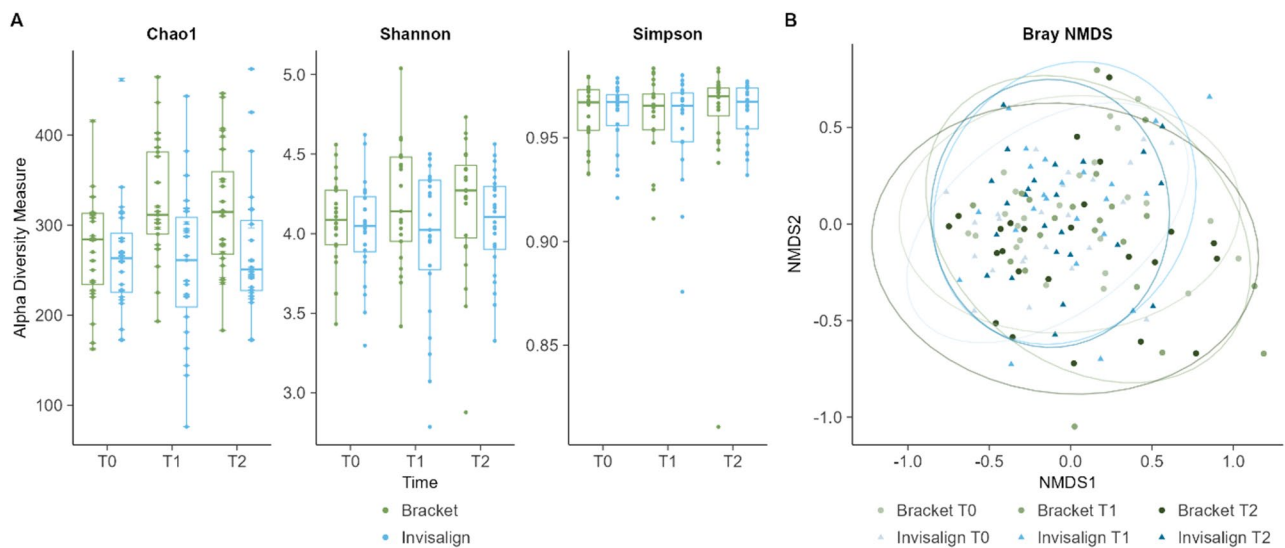 A
Chao1
Shannon
Simpson
Alpha Diversity Measure
400
300
200
100
5.0
4.5
4.0
3.5
3.0
0.95
0.90
0.85
T0 T1 T2
T0 T1 T2
T0 T1 T2
Time
Bracket
Invisalign
B
Bray NMDS
NMDS2
0.5
0.0
-0.5
-1.0
-1.0 -0.5 0.0 0.5 1.0
NMDS1
Bracket T0 Bracket T1 Bracket T2
Invisalign T0 Invisalign T1 Invisalign T2